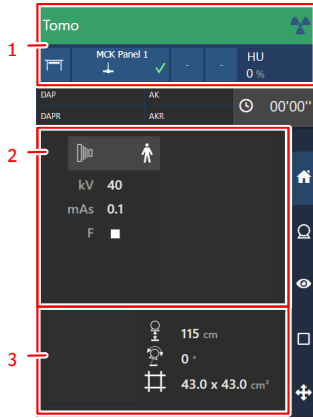 Tomo
1
MCK Panel 1
- -
HU
0 %
DAP AK
DAPR AKR
00'00''
2
kV 40
mAs 0.1
F
115 cm
0 °
3
43.0 x 43.0 cm²